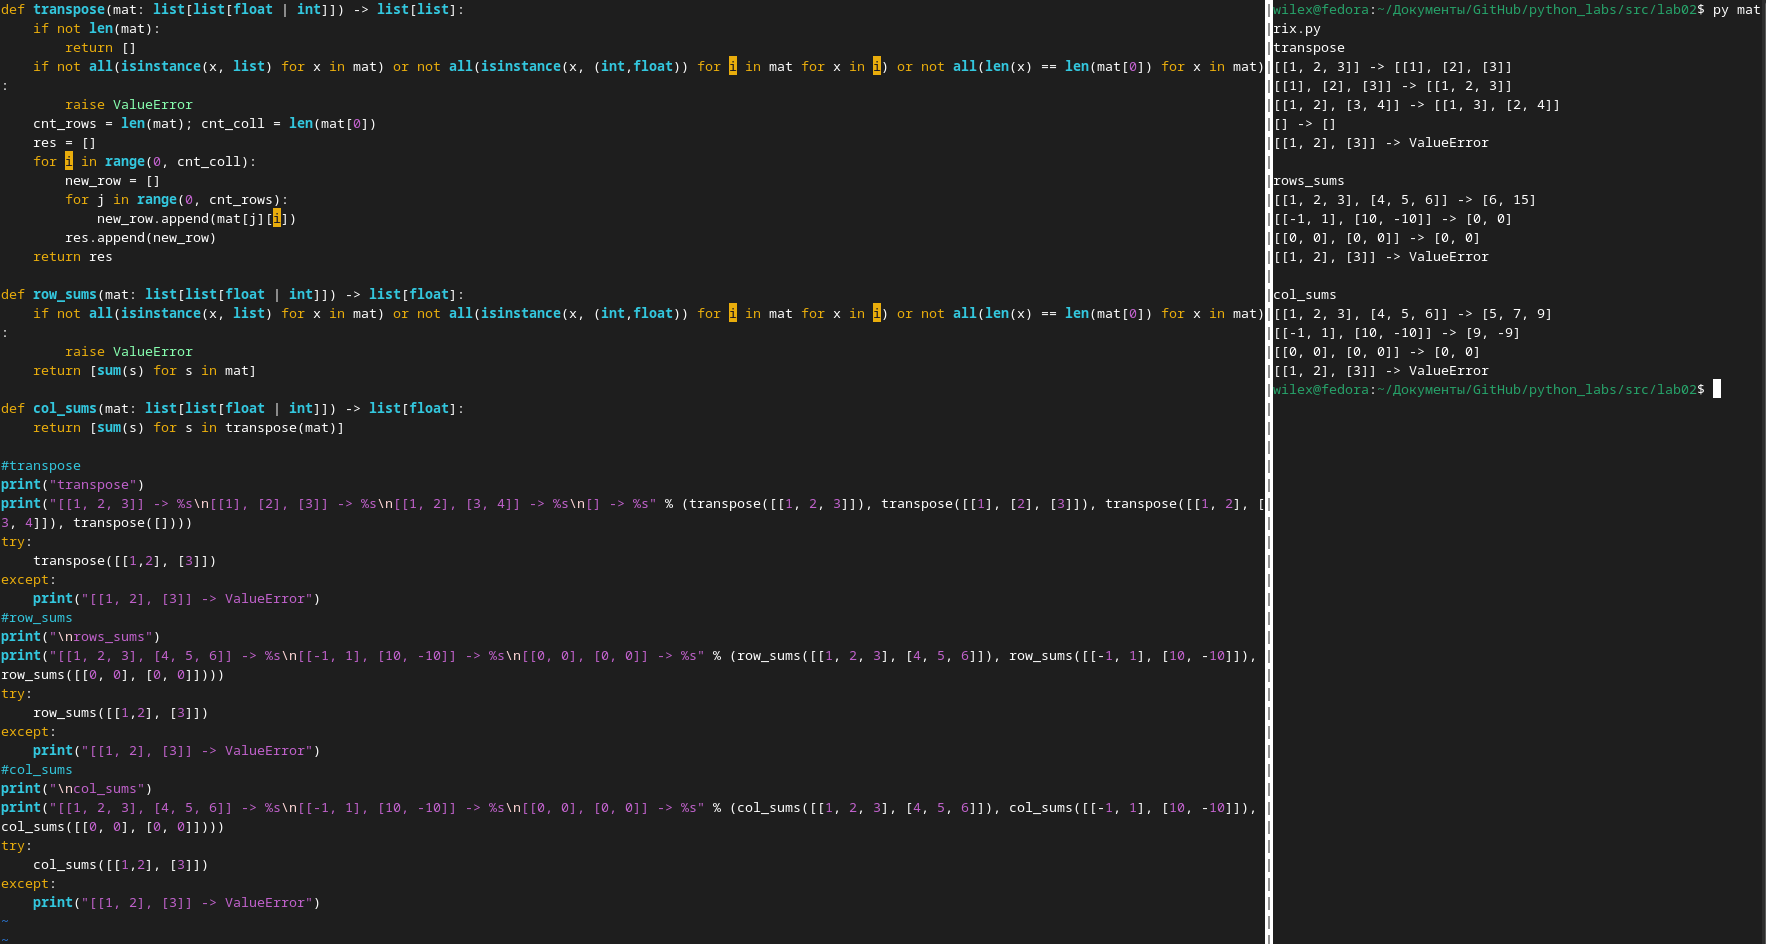 def transpose(mat: list[list[float | int]]) -> list[list]:
    if not len(mat):
        return []
    if not all(isinstance(x, list) for x in mat) or not all(isinstance(x, (int,float)) for i in mat for x in i) or not all(len(x) == len(mat[0]) for x in mat)
:
        raise ValueError
    cnt_rows = len(mat); cnt_coll = len(mat[0])
    res = []
    for i in range(0, cnt_coll):
        new_row = []
        for j in range(0, cnt_rows):
            new_row.append(mat[j][i])
        res.append(new_row)
    return res

def row_sums(mat: list[list[float | int]]) -> list[float]:
    if not all(isinstance(x, list) for x in mat) or not all(isinstance(x, (int,float)) for i in mat for x in i) or not all(len(x) == len(mat[0]) for x in mat)
:
        raise ValueError
    return [sum(s) for s in mat]

def col_sums(mat: list[list[float | int]]) -> list[float]:
    return [sum(s) for s in transpose(mat)]

#transpose
print("transpose")
print("[[1, 2, 3]] -> %s\n[[1], [2], [3]] -> %s\n[[1, 2], [3, 4]] -> %s\n[] -> %s" % (transpose([[1, 2, 3]]), transpose([[1], [2], [3]]), transpose([[1, 2], [
3, 4]]), transpose([])))
try:
    transpose([[1,2], [3]])
except:
    print("[[1, 2], [3]] -> ValueError")
#row_sums
print("\nrows_sums")
print("[[1, 2, 3], [4, 5, 6]] -> %s\n[[-1, 1], [10, -10]] -> %s\n[[0, 0], [0, 0]] -> %s" % (row_sums([[1, 2, 3], [4, 5, 6]]), row_sums([[-1, 1], [10, -10]]),
row_sums([[0, 0], [0, 0]])))
try:
    row_sums([[1,2], [3]])
except:
    print("[[1, 2], [3]] -> ValueError")
#col_sums
print("\ncol_sums")
print("[[1, 2, 3], [4, 5, 6]] -> %s\n[[-1, 1], [10, -10]] -> %s\n[[0, 0], [0, 0]] -> %s" % (col_sums([[1, 2, 3], [4, 5, 6]]), col_sums([[-1, 1], [10, -10]]),
col_sums([[0, 0], [0, 0]])))
try:
    col_sums([[1,2], [3]])
except:
    print("[[1, 2], [3]] -> ValueError")
~
~
wilex@fedora:~/Документы/GitHub/python_labs/src/lab02$ py mat
rix.py
transpose
[[1, 2, 3]] -> [[1], [2], [3]]
[[1], [2], [3]] -> [[1, 2, 3]]
[[1, 2], [3, 4]] -> [[1, 3], [2, 4]]
[] -> []
[[1, 2], [3]] -> ValueError

rows_sums
[[1, 2, 3], [4, 5, 6]] -> [6, 15]
[[-1, 1], [10, -10]] -> [0, 0]
[[0, 0], [0, 0]] -> [0, 0]
[[1, 2], [3]] -> ValueError

col_sums
[[1, 2, 3], [4, 5, 6]] -> [5, 7, 9]
[[-1, 1], [10, -10]] -> [9, -9]
[[0, 0], [0, 0]] -> [0, 0]
[[1, 2], [3]] -> ValueError
wilex@fedora:~/Документы/GitHub/python_labs/src/lab02$